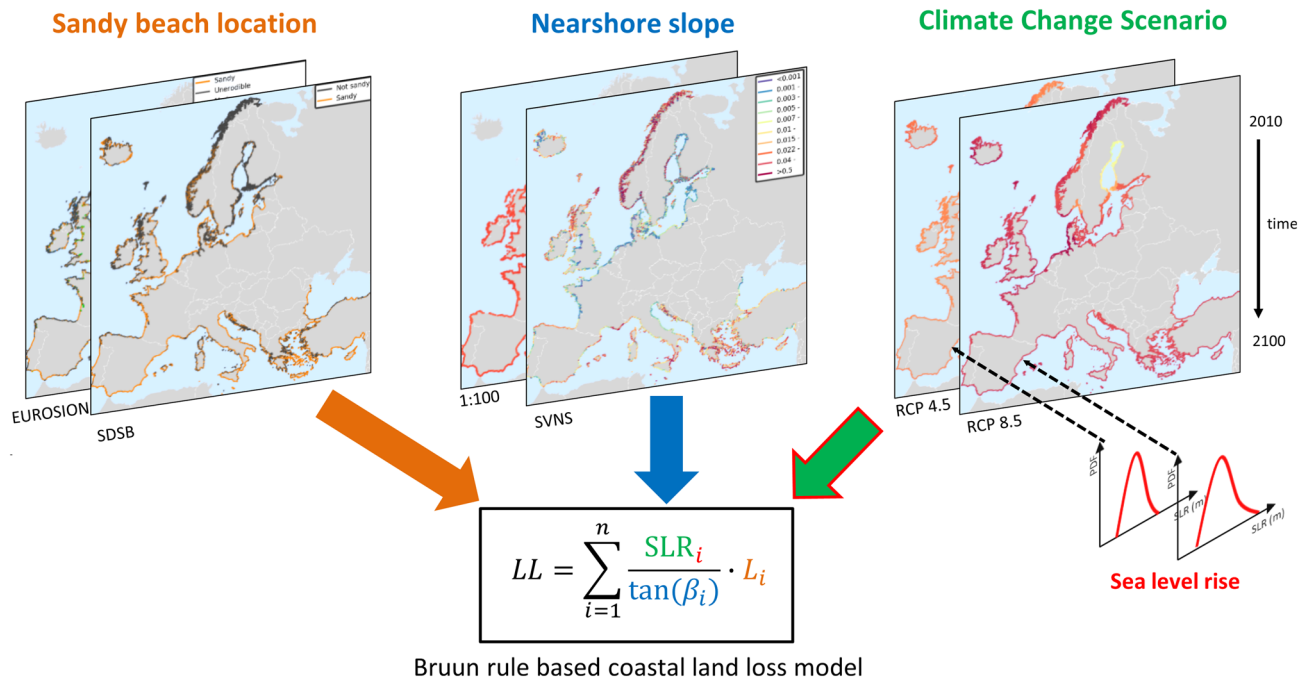 Sandy beach location
Nearshore slope
Climate Change Scenario
Sandy
Unerodible
Not sandy
Sandy
<0.001
0.001 -
0.003 -
0.005 -
0.007 -
0.01 -
0.015 -
0.022 -
0.04 -
>0.5
2010
time
2100
EUROSION
SDSB
1:100
SVNS
RCP 4.5
RCP 8.5
PDF
SLR (m)
PDF
SLR (m)
Sea level rise
LL = ∑ i=1 n SLR_i / tan(β_i) · L_i
Bruun rule based coastal land loss model